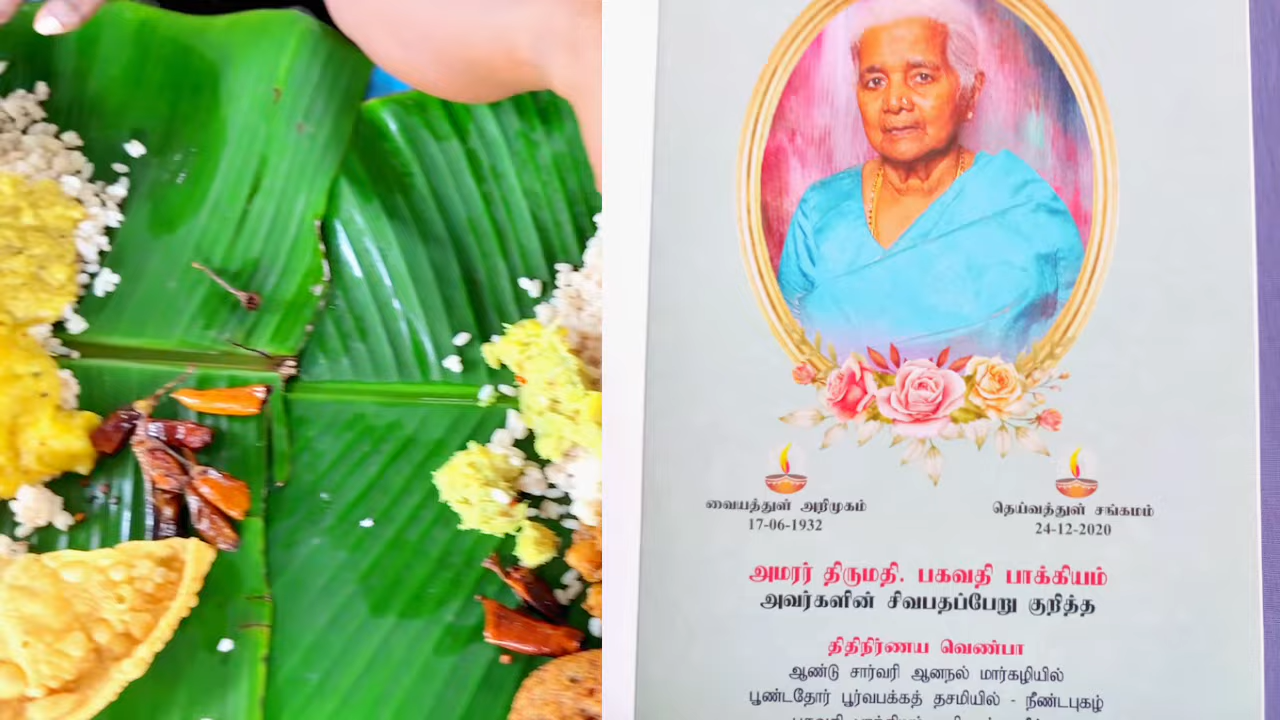 வையத்துள் அறிமுகம்
17-06-1932
தெய்வத்துள் சங்கமம்
24-12-2020
அமரர் திருமதி. பகவதி பாக்கியம்
அவர்களின் சிவபதப்பேறு குறித்த
திதிநிர்ணய வெண்பா
ஆண்டு சார்வரி ஆனநல் மார்கழியில்
பூண்டதோர் பூர்வபக்கத் தசமியில் - நீண்டபுகழ்